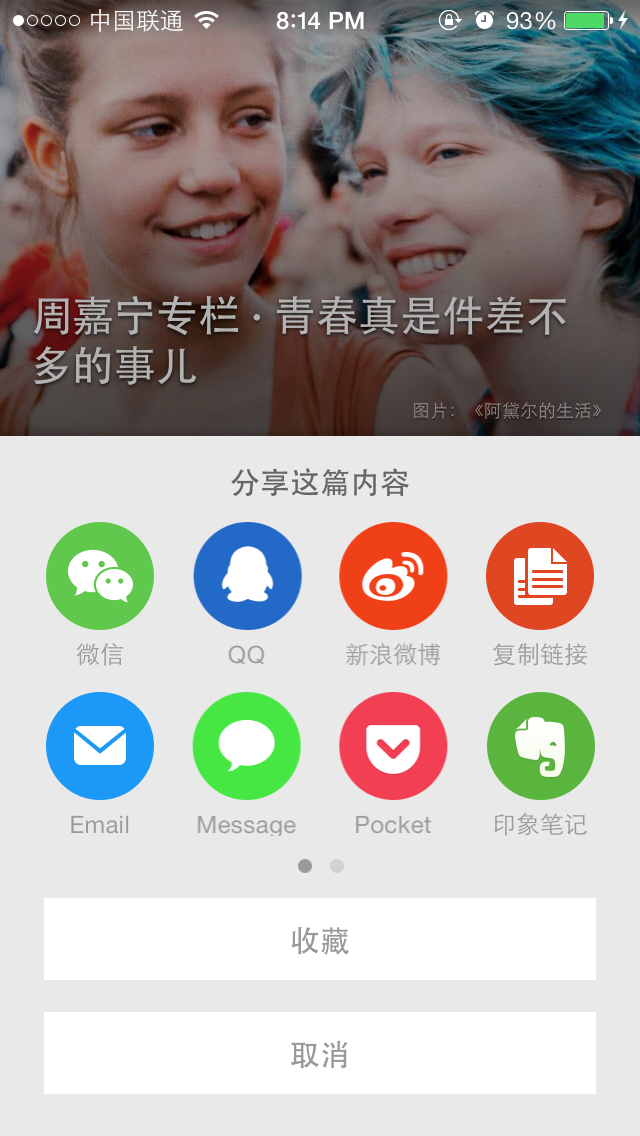 中国联通 8:14 PM 93%
周嘉宁专栏·青春真是件差不
多的事儿
图片：《阿黛尔的生活》
分享这篇内容
微信 QQ 新浪微博 复制链接
Email Message Pocket 印象笔记
收藏
取消